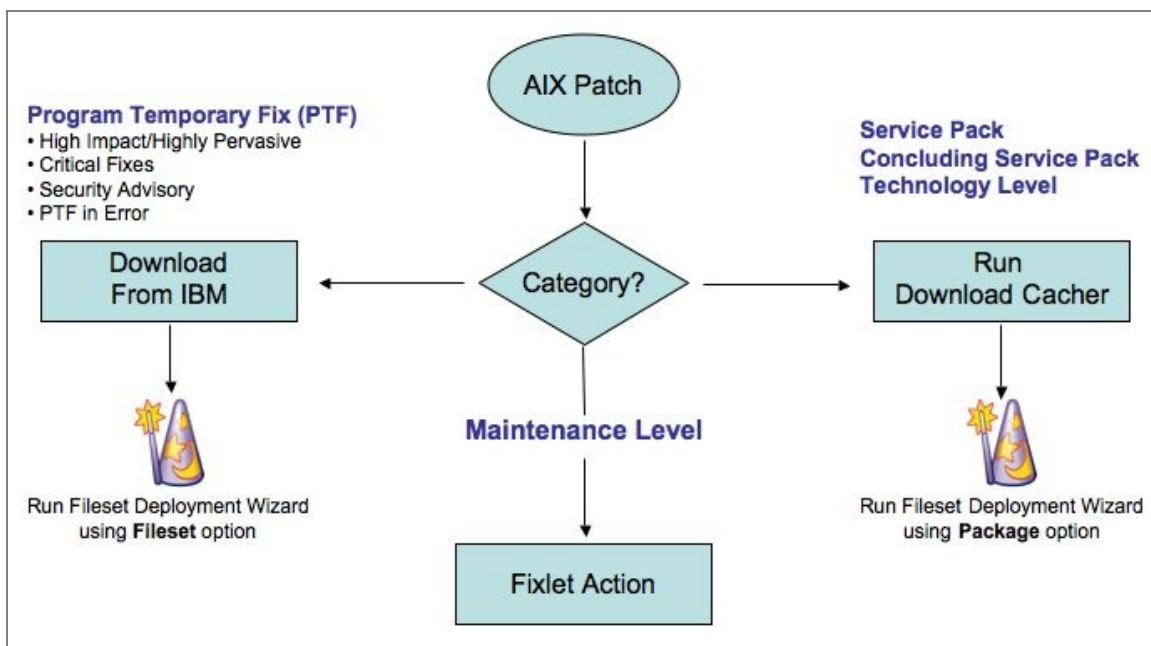 AIX Patch
Program Temporary Fix (PTF)
• High Impact/Highly Pervasive
• Critical Fixes
• Security Advisory
• PTF in Error
Service Pack
Concluding Service Pack
Technology Level
Download
From IBM
Category?
Run
Download Cacher
Maintenance Level
Run Fileset Deployment Wizard
using Fileset option
Run Fileset Deployment Wizard
using Package option
Fixlet Action